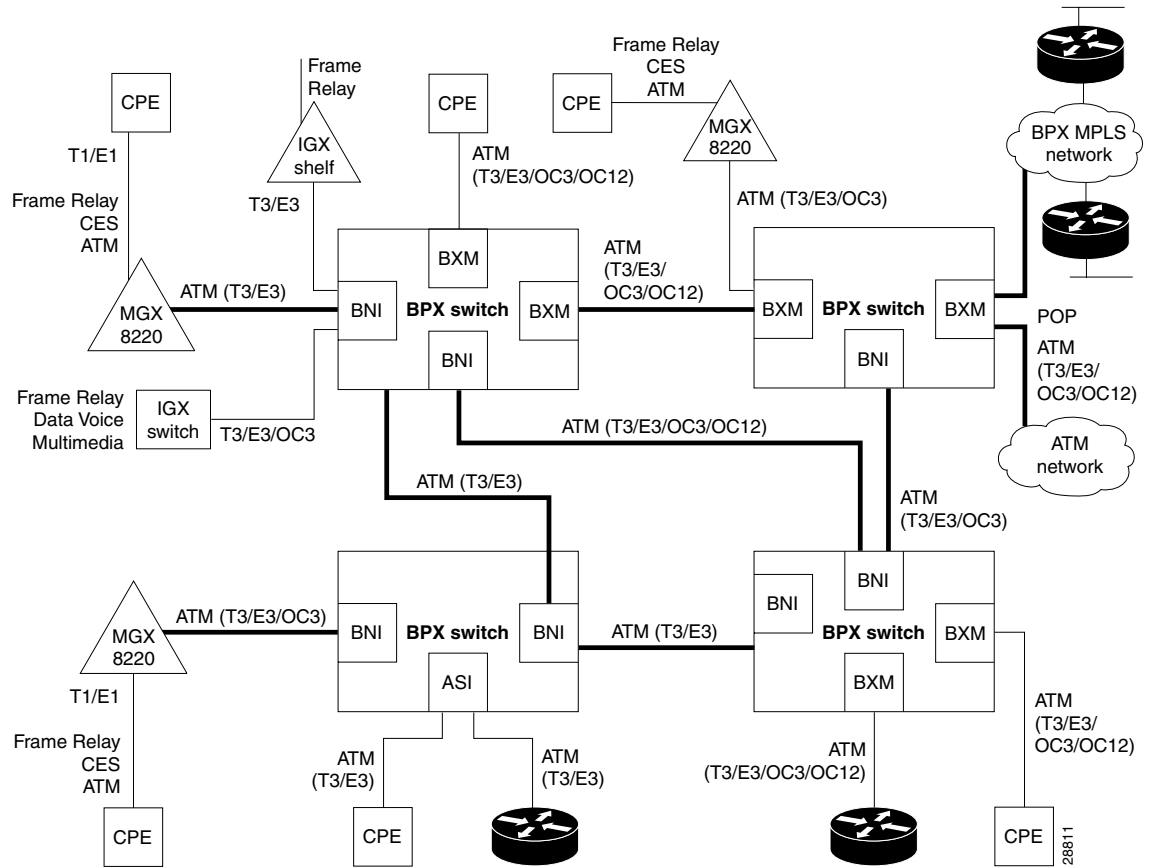 CPE
Frame
Relay
CPE
Frame Relay
CES
ATM
CPE
MGX
8220
BPX MPLS
network
T1/E1
IGX
shelf
ATM
(T3/E3/OC3/OC12)
T3/E3
Frame Relay
CES
ATM
ATM (T3/E3/OC3)
BXM
ATM
(T3/E3/
OC3/OC12)
MGX
8220
ATM (T3/E3)
BNI
BPX switch
BXM
BNI
BXM
BPX switch
BXM
BNI
POP
ATM
(T3/E3/
OC3/OC12)
Frame Relay
Data Voice
Multimedia
IGX
switch
T3/E3/OC3
ATM (T3/E3/OC3/OC12)
ATM
network
ATM (T3/E3)
ATM
(T3/E3/OC3)
MGX
8220
ATM (T3/E3/OC3)
BNI
BPX switch
BNI
ASI
ATM (T3/E3)
BNI
BNI
BPX switch
BXM
BXM
T1/E1
Frame Relay
CES
ATM
ATM
(T3/E3)
ATM
(T3/E3)
ATM
(T3/E3/OC3/OC12)
ATM
(T3/E3/
OC3/OC12)
CPE
CPE
CPE
28811